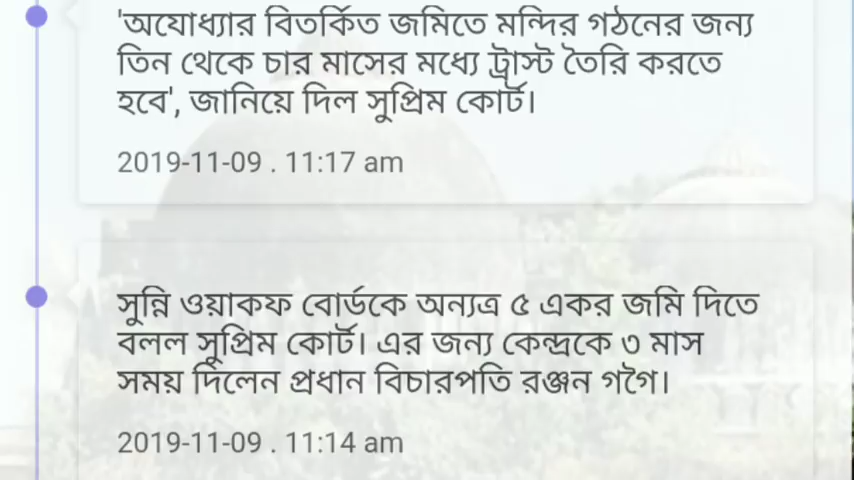 'অযোধ্যার বিতর্কিত জমিতে মন্দির গঠনের জন্য
তিন থেকে চার মাসের মধ্যে ট্রাস্ট তৈরি করতে
হবে', জানিয়ে দিল সুপ্রিম কোর্ট।
2019-11-09 . 11:17 am
সুন্নি ওয়াকফ বোর্ডকে অন্যত্র ৫ একর জমি দিতে
বলল সুপ্রিম কোর্ট। এর জন্য কেন্দ্রকে ৩ মাস
সময় দিলেন প্রধান বিচারপতি রঞ্জন গগৈ।
2019-11-09 . 11:14 am